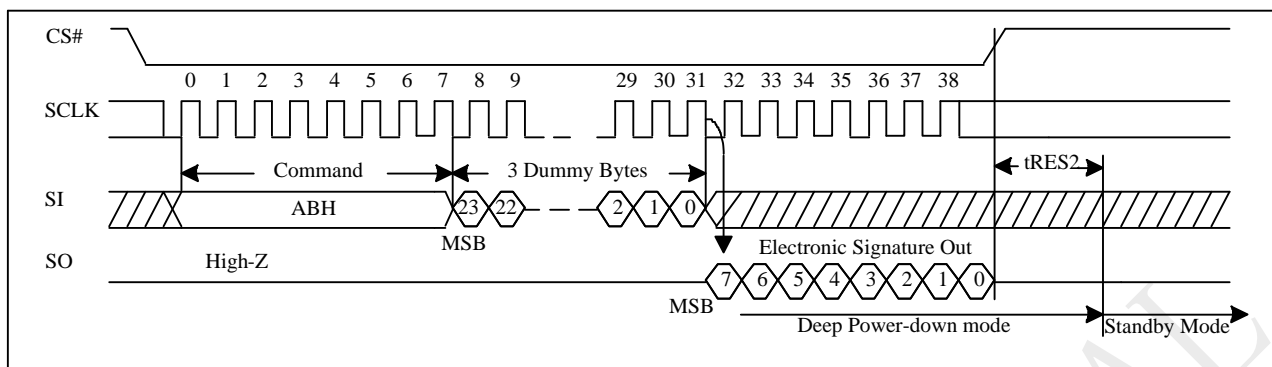 CS#
0 1 2 3 4 5 6 7 8 9 29 30 31 32 33 34 35 36 37 38
SCLK
Command 3 Dummy Bytes tRES2
SI ABH 23 22 2 1 0
MSB
SO High-Z Electronic Signature Out
7 6 5 4 3 2 1 0
MSB
Deep Power-down mode Standby Mode